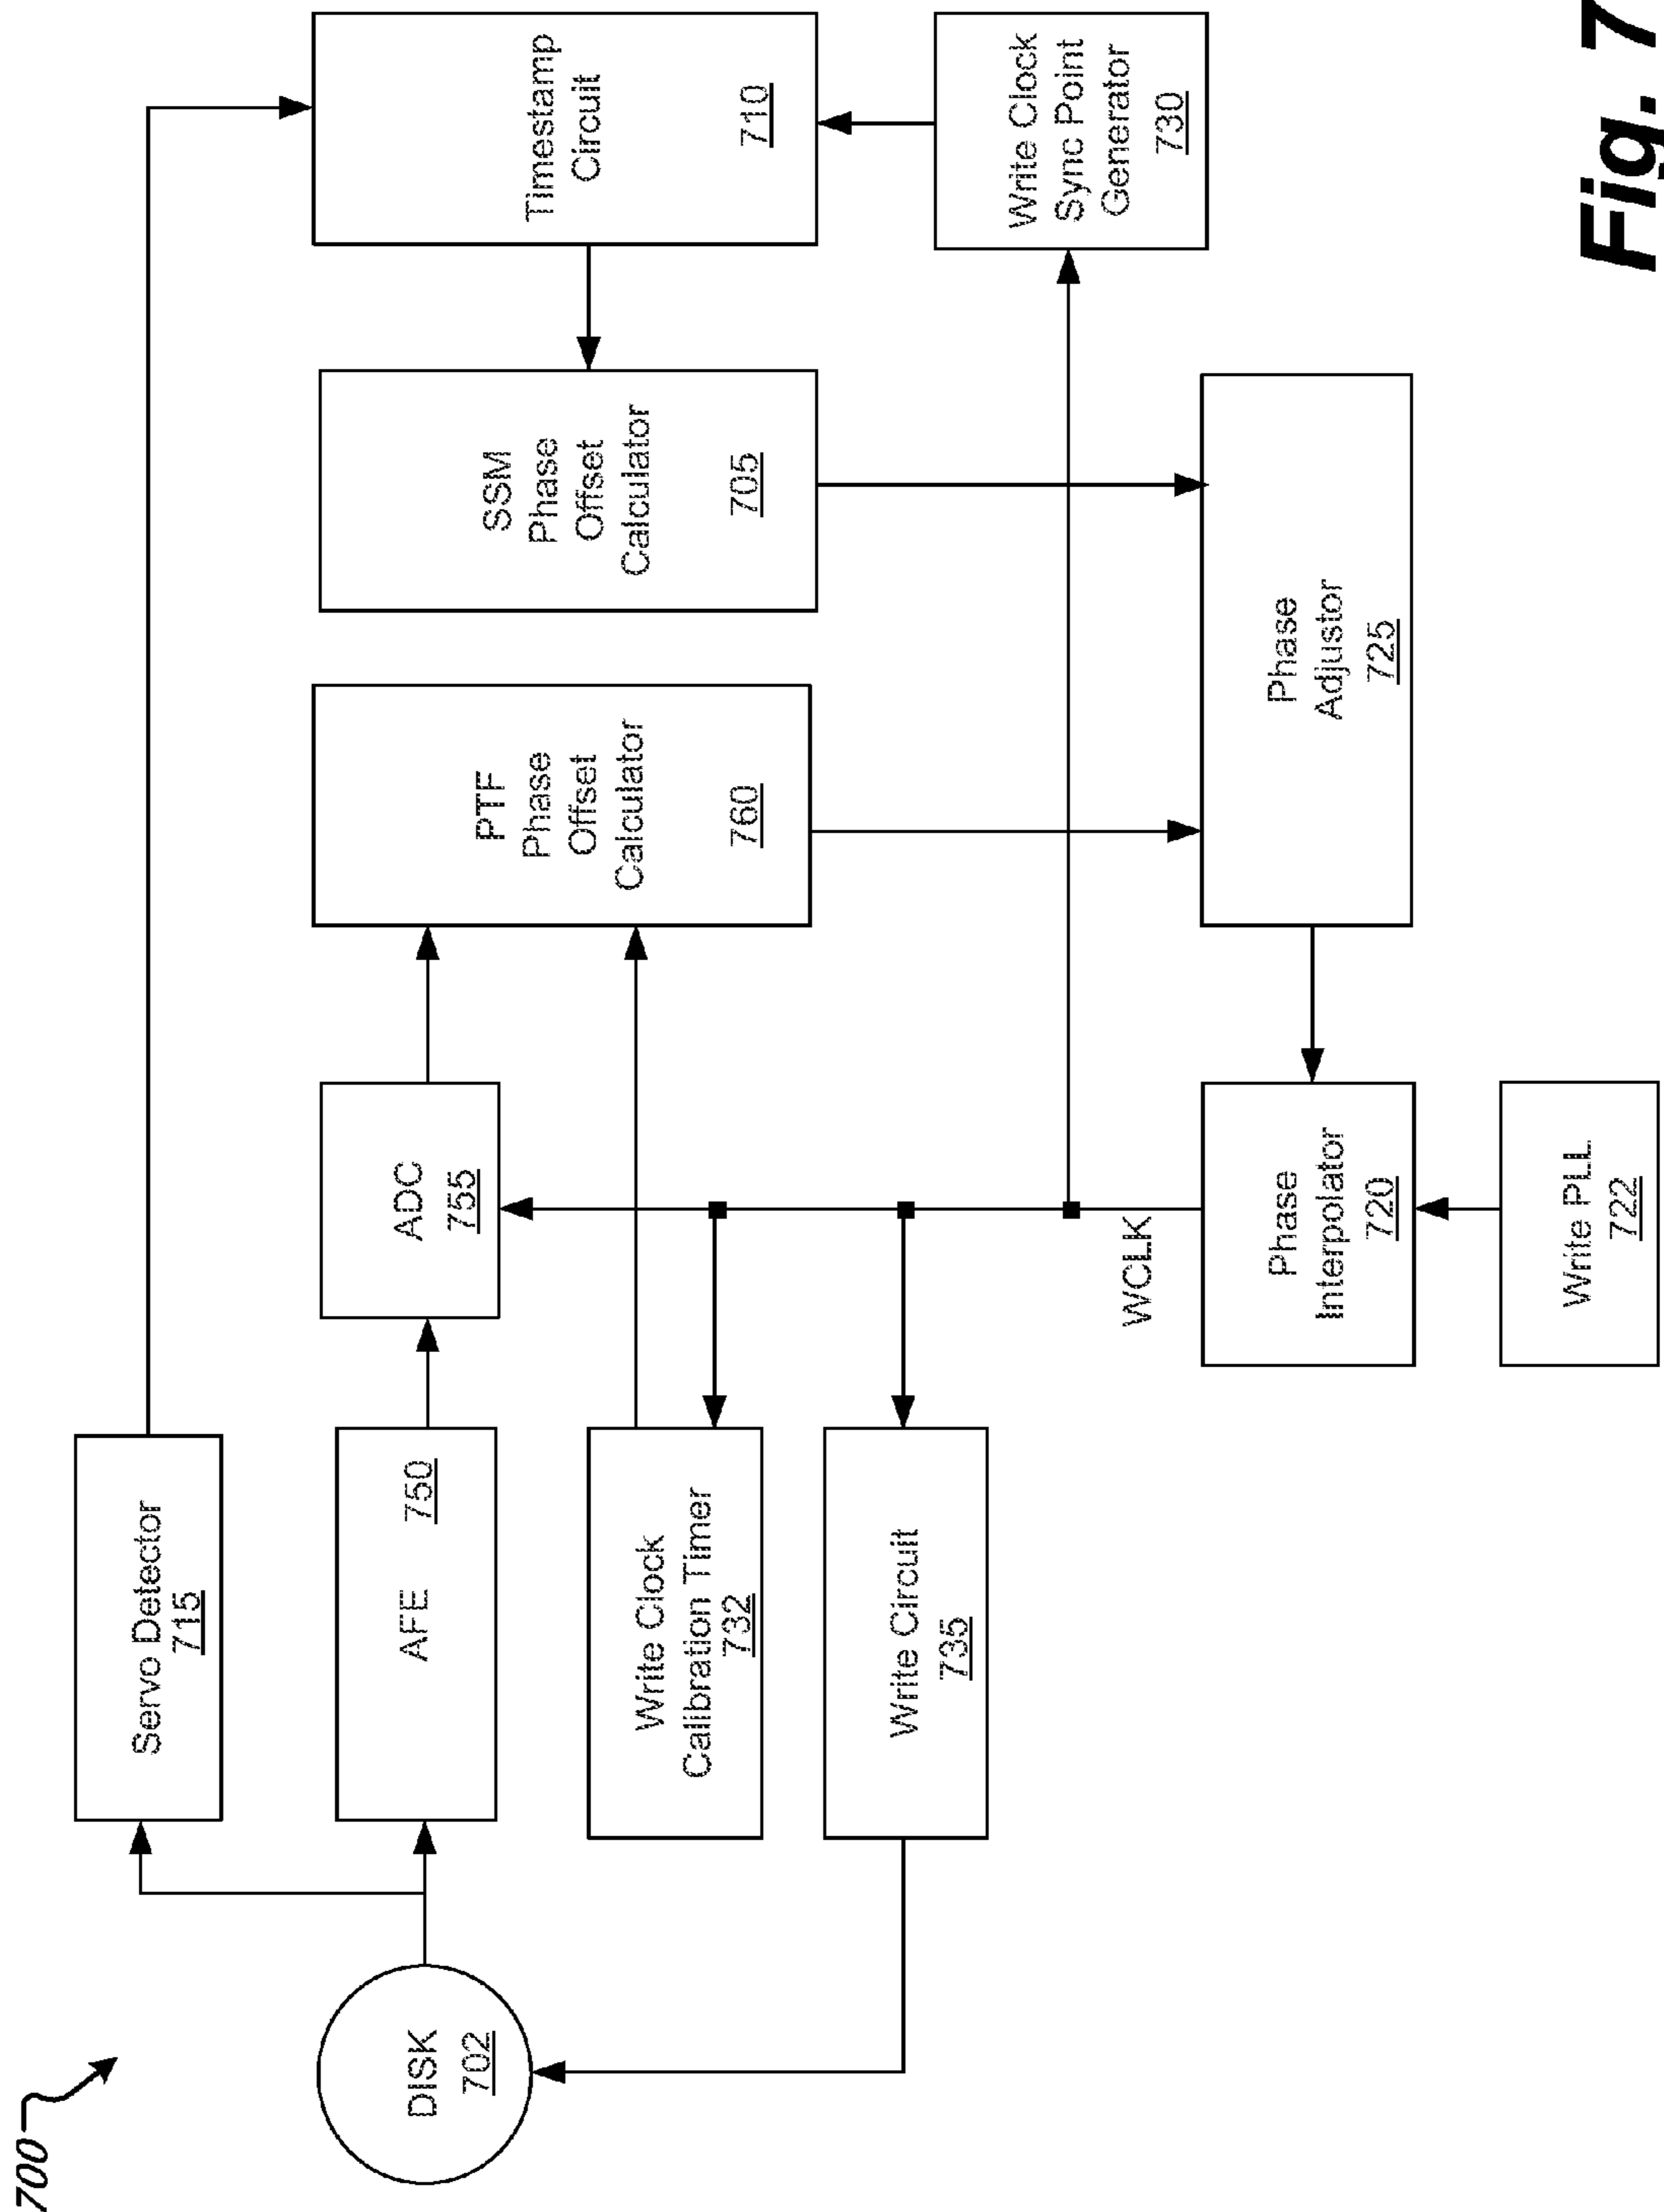 700
DISK
702
Servo Detector
715
AFE 750
Write Clock
Calibration Timer
732
Write Circuit
735
ADC
755
WCLK
Phase
Interpolator
720
Write PLL
722
PTF
Phase
Offset
Calculator
760
SSM
Phase
Offset
Calculator
705
Phase
Adjustor
725
Timestamp
Circuit
710
Write Clock
Sync Point
Generator
730
Fig. 7